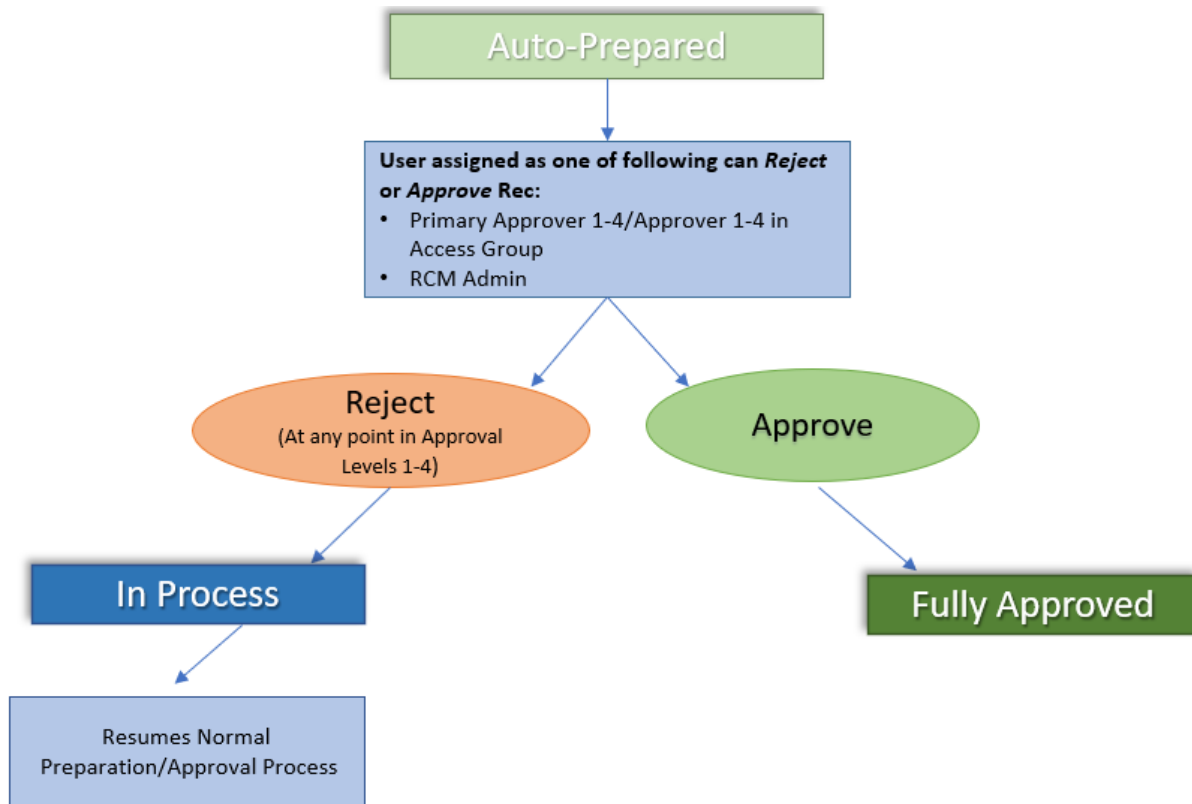 Auto-Prepared
User assigned as one of following can Reject
or Approve Rec:
• Primary Approver 1-4/Approver 1-4 in
Access Group
• RCM Admin
Reject
(At any point in Approval
Levels 1-4)
Approve
In Process
Fully Approved
Resumes Normal
Preparation/Approval Process